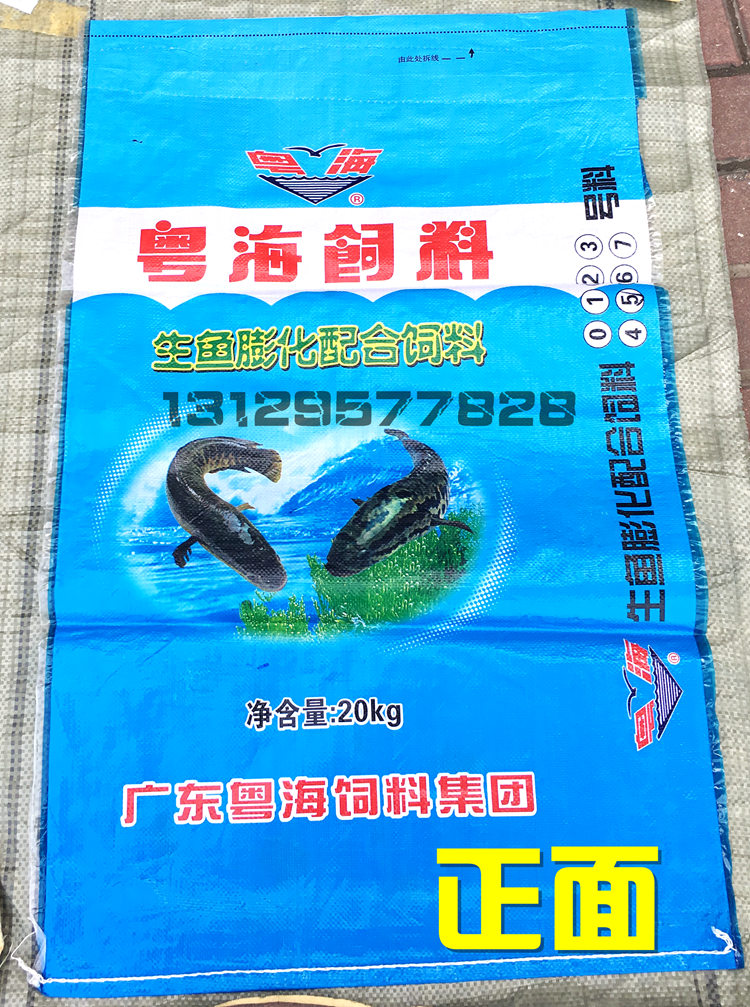 由此处拆线
粤海
®
粤海飼料
生鱼膨化配合饲料
13129577828
净含量:20kg
广东粤海饲料集团
正面
0 1 2 3
4 5 6 7
号料
生鱼膨化配合饲料
粤海
®